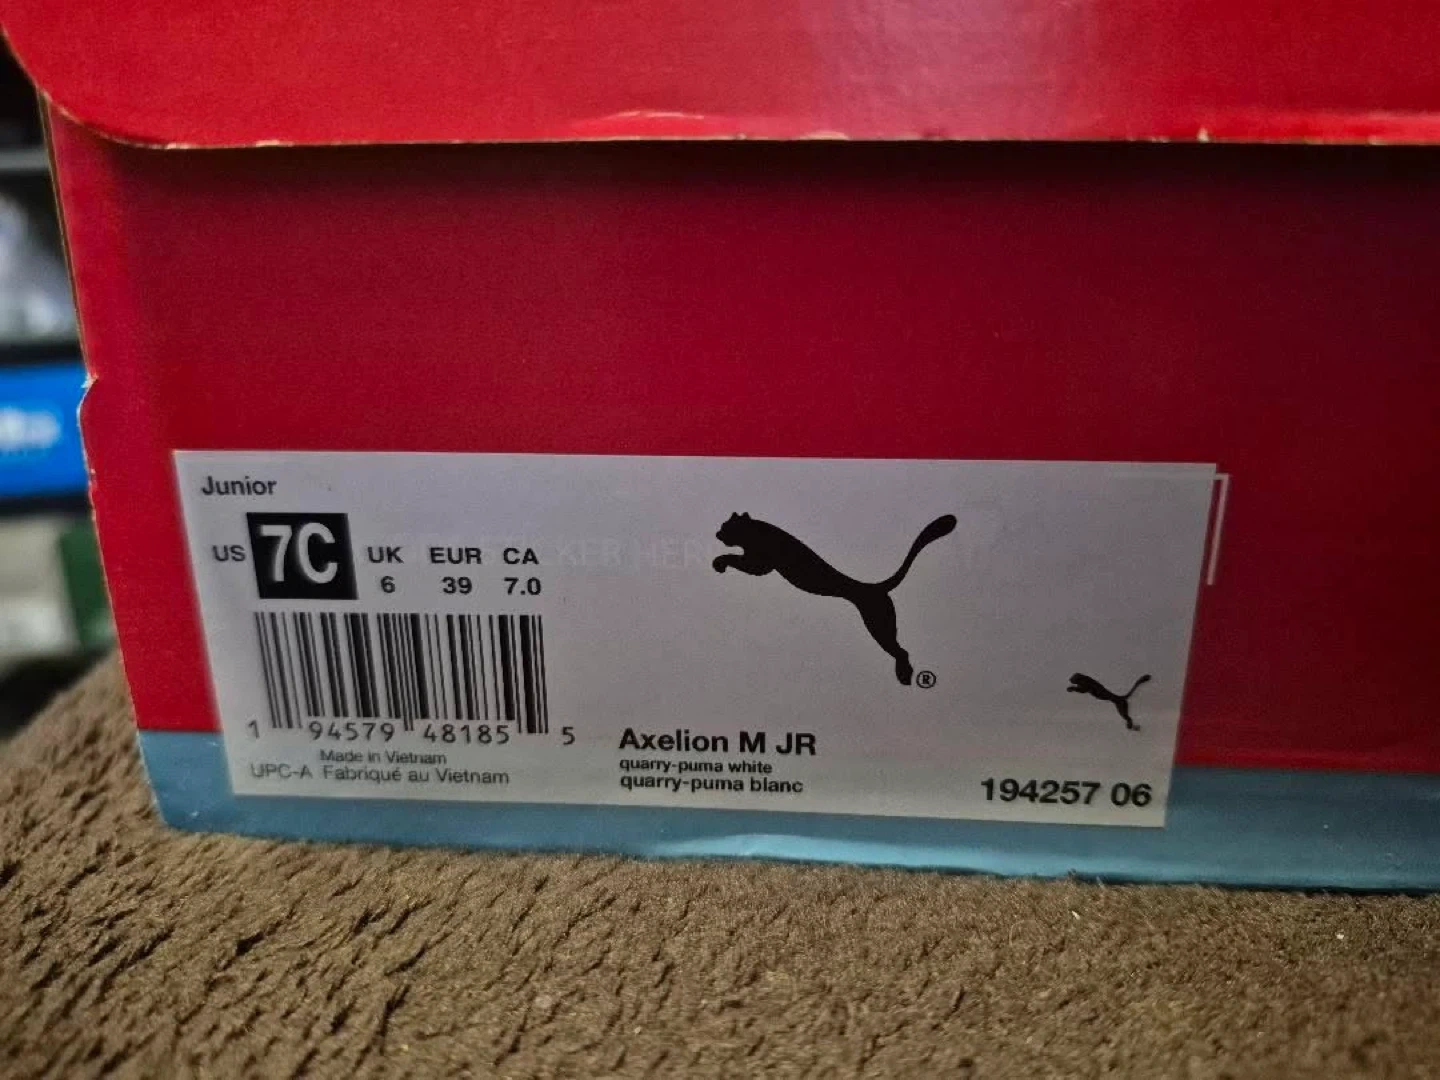 Junior
US 7C UK EUR CA
6 39 7.0
1 94579 48185 5
Made in Vietnam
UPC-A Fabriqué au Vietnam
®
Axelion M JR
quarry-puma white
quarry-puma blanc
194257 06